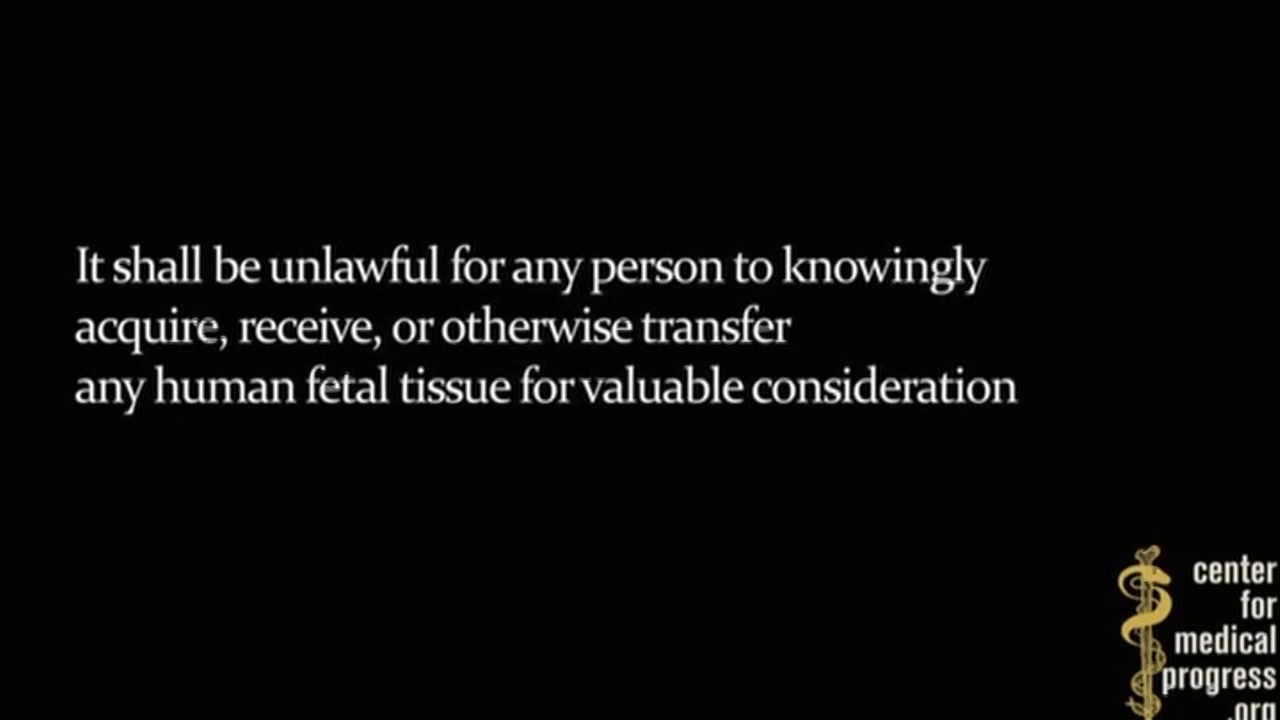 It shall be unlawful for any person to knowingly
acquire, receive, or otherwise transfer
any human fetal tissue for valuable consideration
center
for
medical
progress
.org